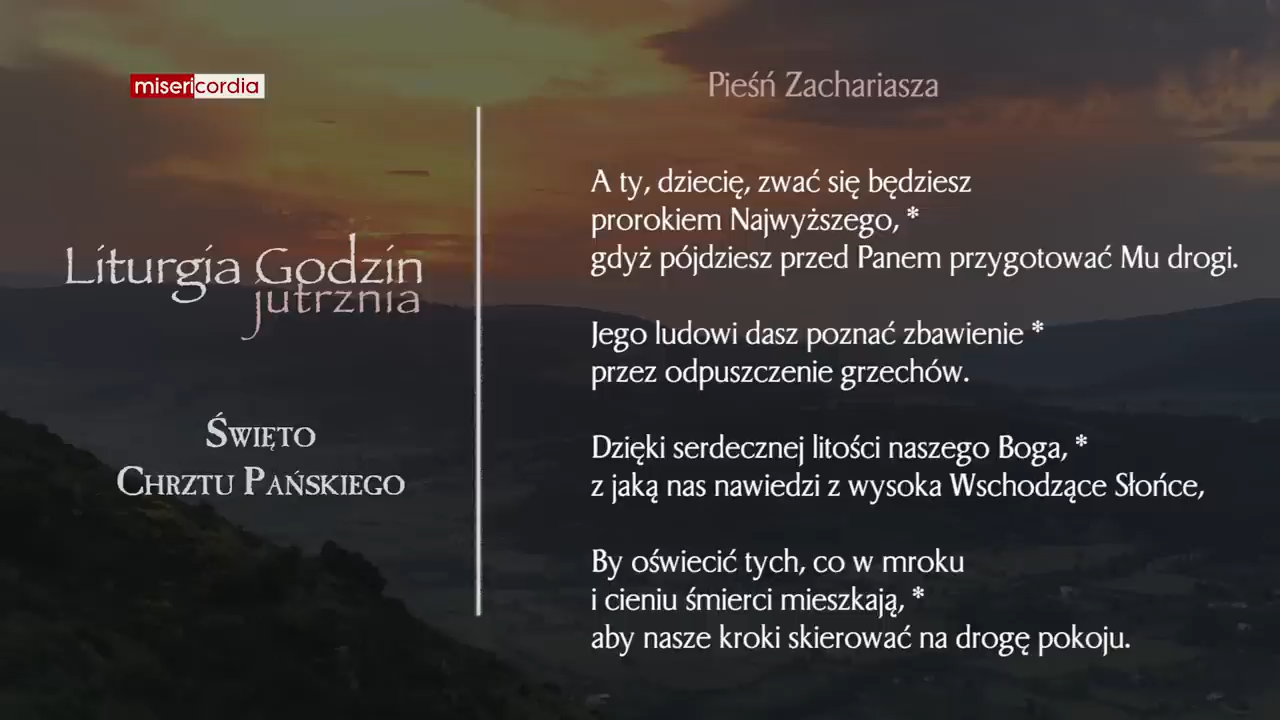 misericordia
Liturgia Godzin
jutrznia
Święto
Chrztu Pańskiego
Pieśń Zachariasza
A ty, dziecię, zwać się będziesz
prorokiem Najwyższego, *
gdyż pójdziesz przed Panem przygotować Mu drogi.
Jego ludowi dasz poznać zbawienie *
przez odpuszczenie grzechów.
Dzięki serdecznej litości naszego Boga, *
z jaką nas nawiedzi z wysoka Wschodzące Słońce,
By oświecić tych, co w mroku
i cieniu śmierci mieszkają, *
aby nasze kroki skierować na drogę pokoju.